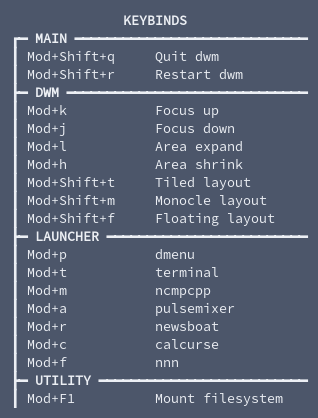 KEYBINDS
MAIN
Mod+Shift+q Quit dwm
Mod+Shift+r Restart dwm
DWM
Mod+k Focus up
Mod+j Focus down
Mod+l Area expand
Mod+h Area shrink
Mod+Shift+t Tiled layout
Mod+Shift+m Monocle layout
Mod+Shift+f Floating layout
LAUNCHER
Mod+p dmenu
Mod+t terminal
Mod+m ncmpcpp
Mod+a pulsemixer
Mod+r newsboat
Mod+c calcurse
Mod+f nnn
UTILITY
Mod+F1 Mount filesystem